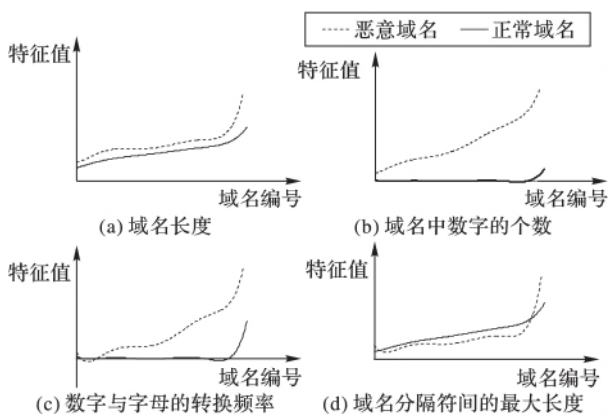 恶意域名 正常域名
特征值
域名编号
(a) 域名长度
特征值
域名编号
(b) 域名中数字的个数
特征值
域名编号
(c) 数字与字母的转换频率
特征值
域名编号
(d) 域名分隔符间的最大长度